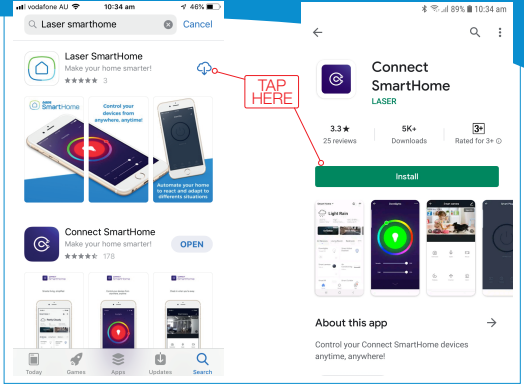 vodafone AU
10:34 am
46%
Laser smarthome
Cancel
Laser SmartHome
Make your home smarter!
3
SmartHome
Control your
devices from
anywhere, anytime!
Automate your home
to react and adapt to
differents situations
Connect SmartHome
Make your home smarter!
178
OPEN
Today
Games
Apps
Updates
Search
TAP
HERE
89% 10:34 am
Connect
SmartHome
LASER
3.3★
25 reviews
5K+
Downloads
3+
Rated for 3+
Install
Light Rain
About this app
Control your Connect SmartHome devices
anytime, anywhere!